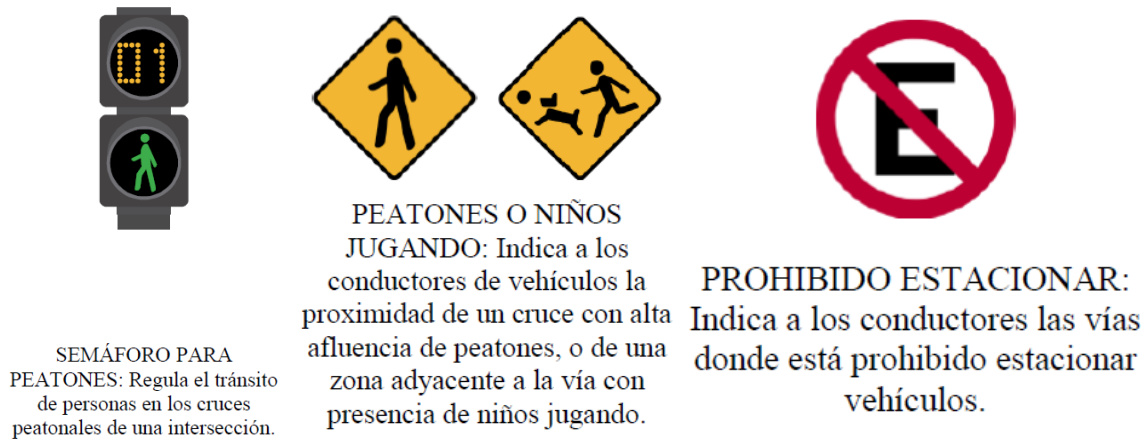 01
SEMÁFORO PARA
PEATONES: Regula el tránsito
de personas en los cruces
peatonales de una intersección.
PEATONES O NIÑOS
JUGANDO: Indica a los
conductores de vehículos la
proximidad de un cruce con alta
afluencia de peatones, o de una
zona adyacente a la vía con
presencia de niños jugando.
E
PROHIBIDO ESTACIONAR:
Indica a los conductores las vías
donde está prohibido estacionar
vehículos.